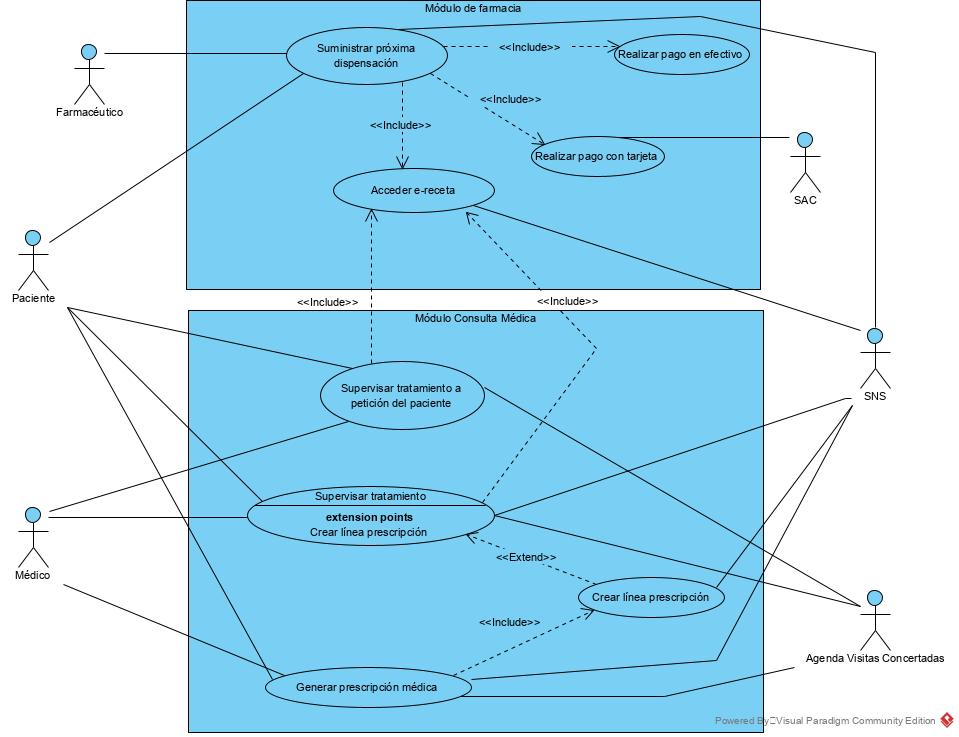 Módulo de farmacia
Suministrar próxima
dispensación
<<Include>>
Realizar pago en efectivo
Farmacéutico
<<Include>>
<<Include>>
Realizar pago con tarjeta
Acceder e-receta
SAC
Paciente
<<Include>>
<<Include>>
Módulo Consulta Médica
Supervisar tratamiento a
petición del paciente
SNS
Supervisar tratamiento
extension points
Crear línea prescripción
<<Extend>>
Médico
Crear línea prescripción
<<Include>>
Agenda Visitas Concertadas
Generar prescripción médica
Powered By Visual Paradigm Community Edition